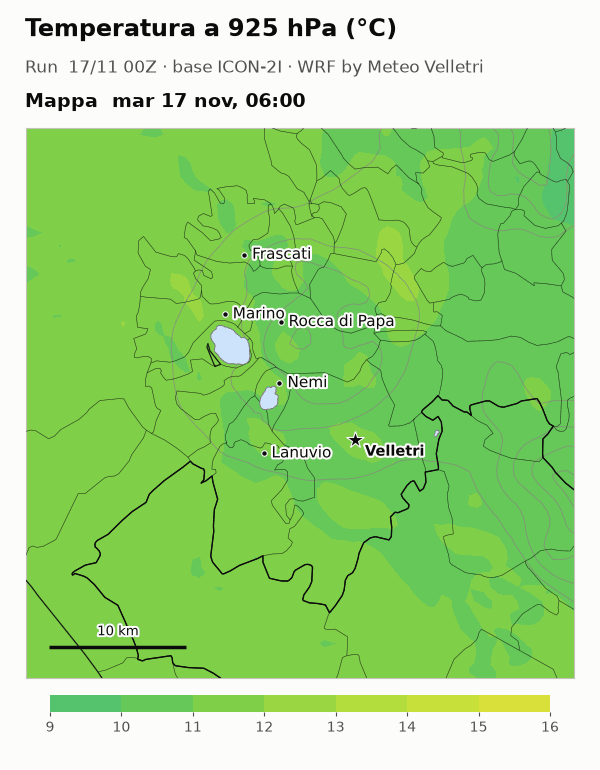 Temperatura a 925 hPa (°C)
Run  17/11 00Z · base ICON-2I · WRF by Meteo Velletri
Mappa  mar 17 nov, 06:00
Frascati
Marino
Rocca di Papa
Nemi
Velletri
Lanuvio
10 km
9 10 11 12 13 14 15 16